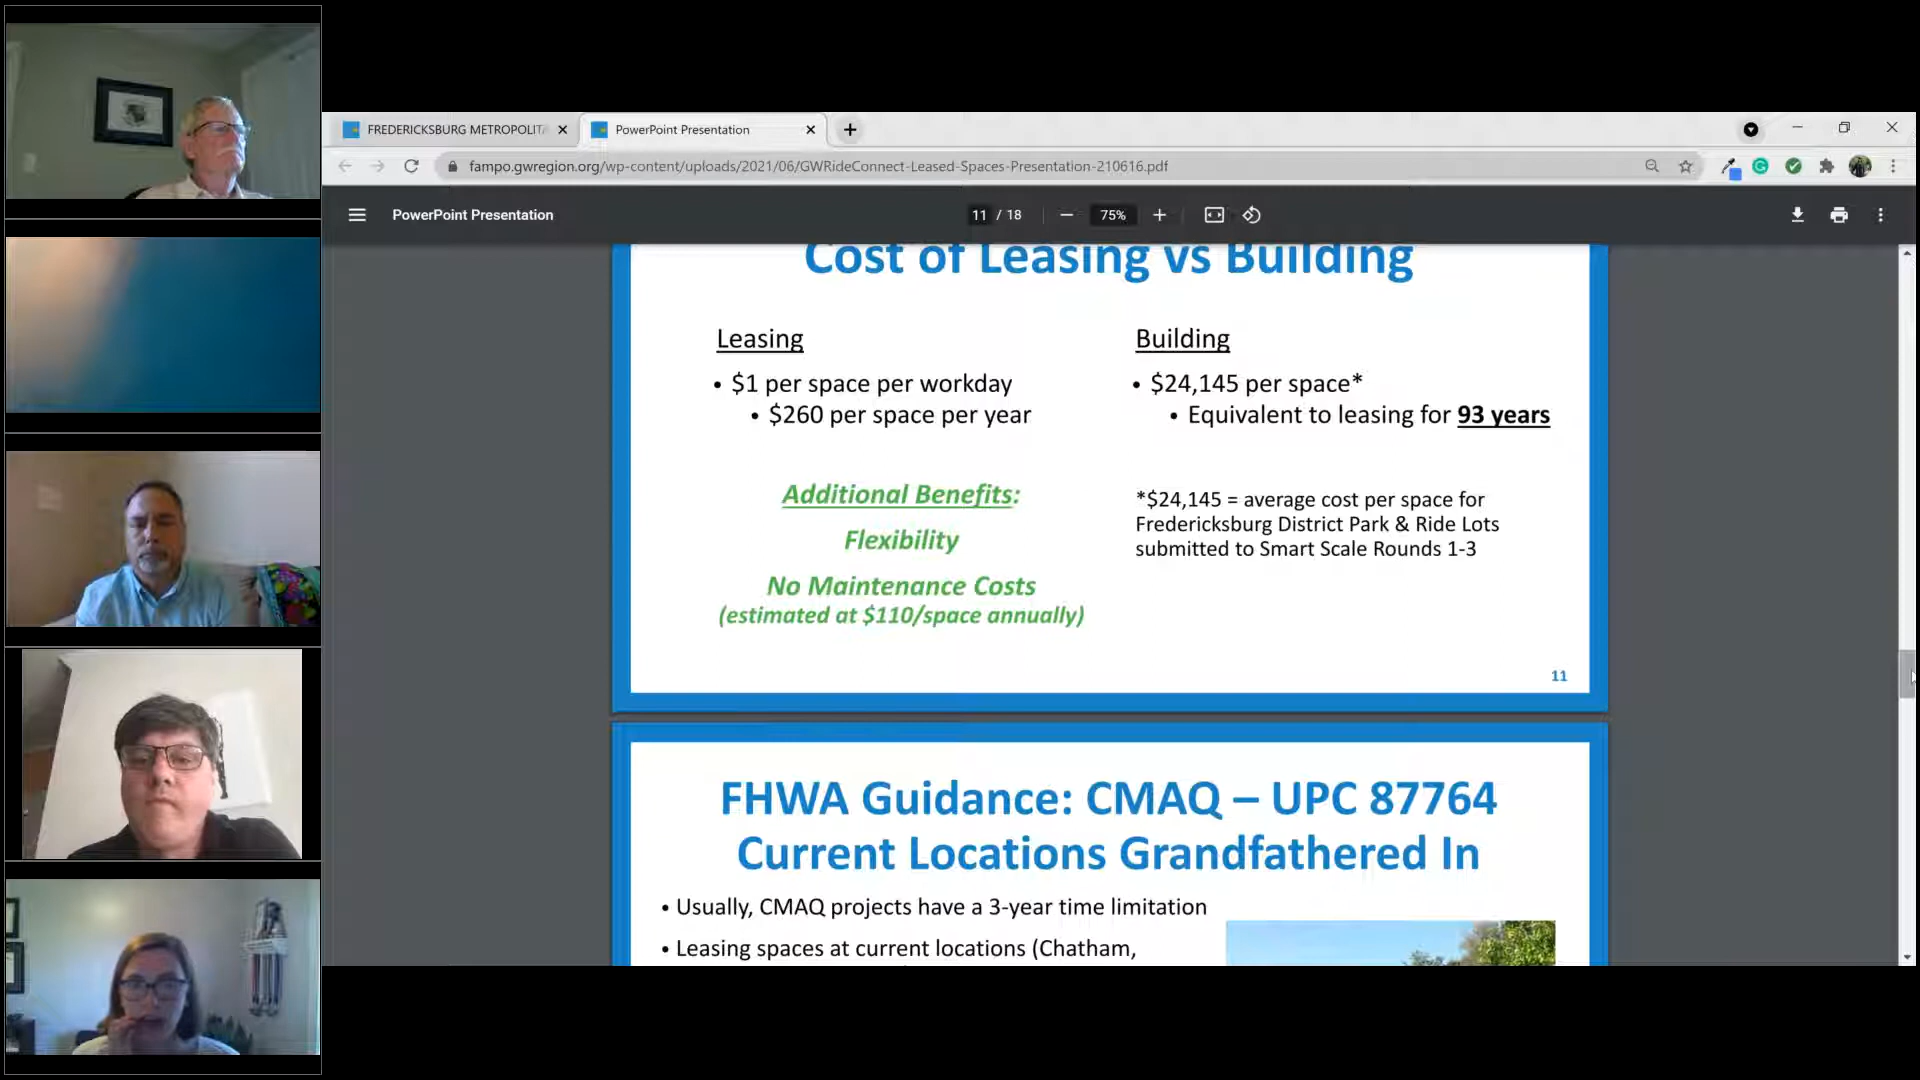 FREDERICKSBURG METROPOLITA
PowerPoint Presentation
fampo.gwregion.org/wp-content/uploads/2021/06/GWRideConnect-Leased-Spaces-Presentation-210616.pdf
PowerPoint Presentation
11 / 18
75%
Cost of Leasing vs Building
Leasing
• $1 per space per workday
• $260 per space per year
Additional Benefits:
Flexibility
No Maintenance Costs
(estimated at $110/space annually)
Building
• $24,145 per space*
• Equivalent to leasing for 93 years
*$24,145 = average cost per space for
Fredericksburg District Park & Ride Lots
submitted to Smart Scale Rounds 1-3
11
FHWA Guidance: CMAQ – UPC 87764
Current Locations Grandfathered In
• Usually, CMAQ projects have a 3-year time limitation
• Leasing spaces at current locations (Chatham,